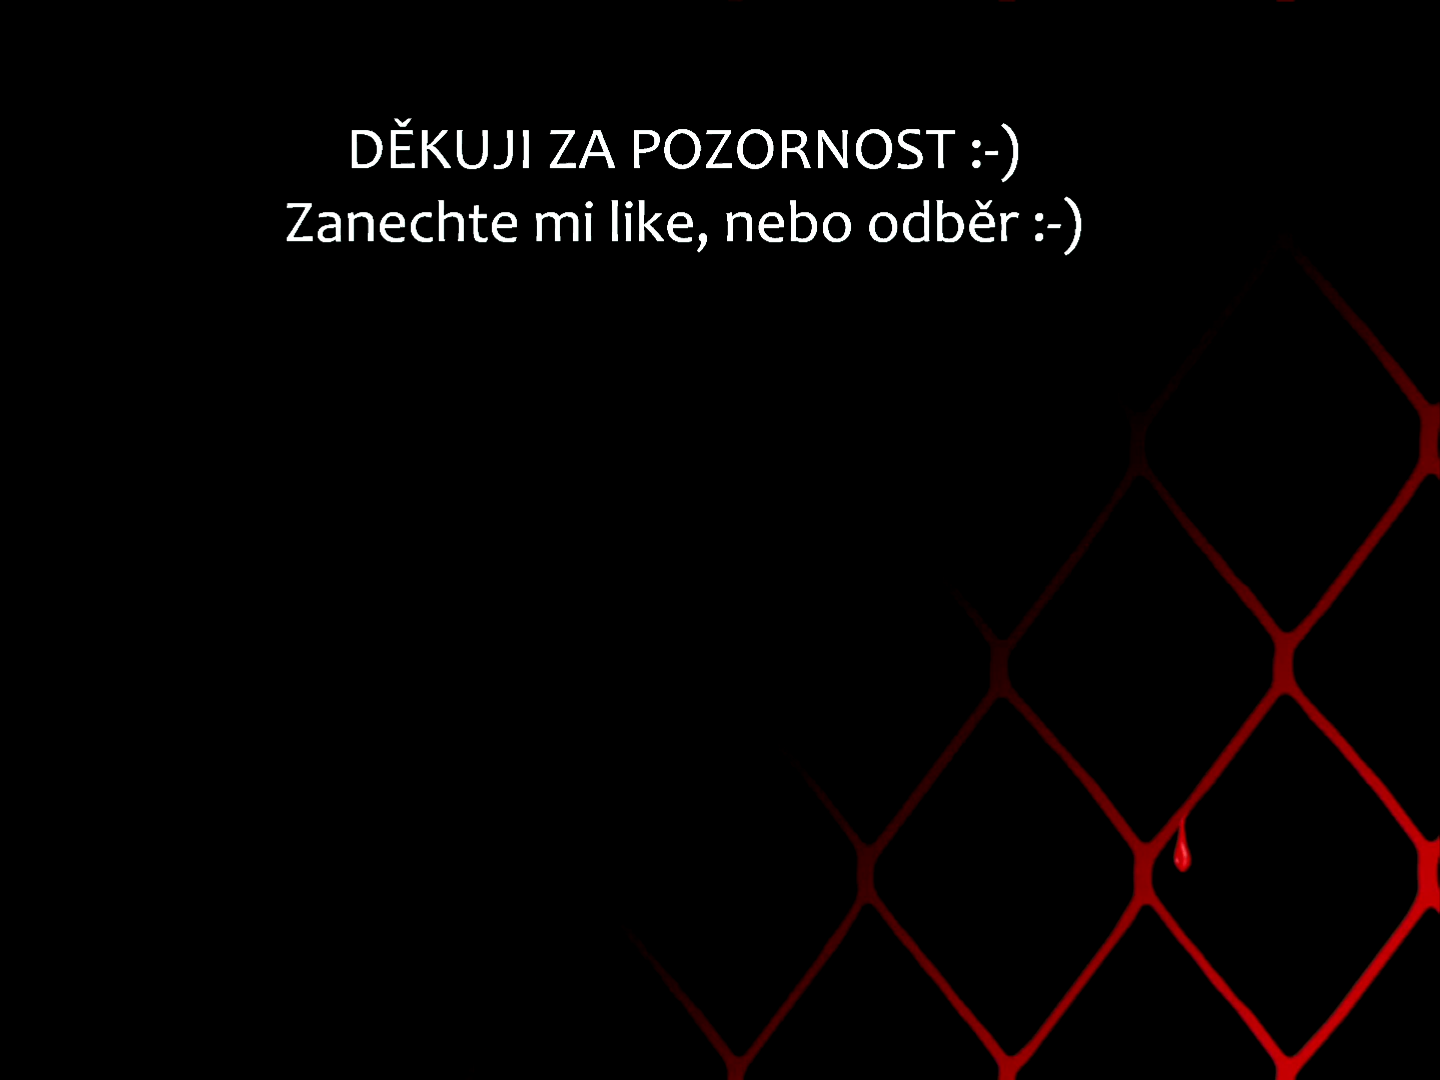 DĚKUJI ZA POZORNOST :-)
Zanechte mi like, nebo odběr :-)